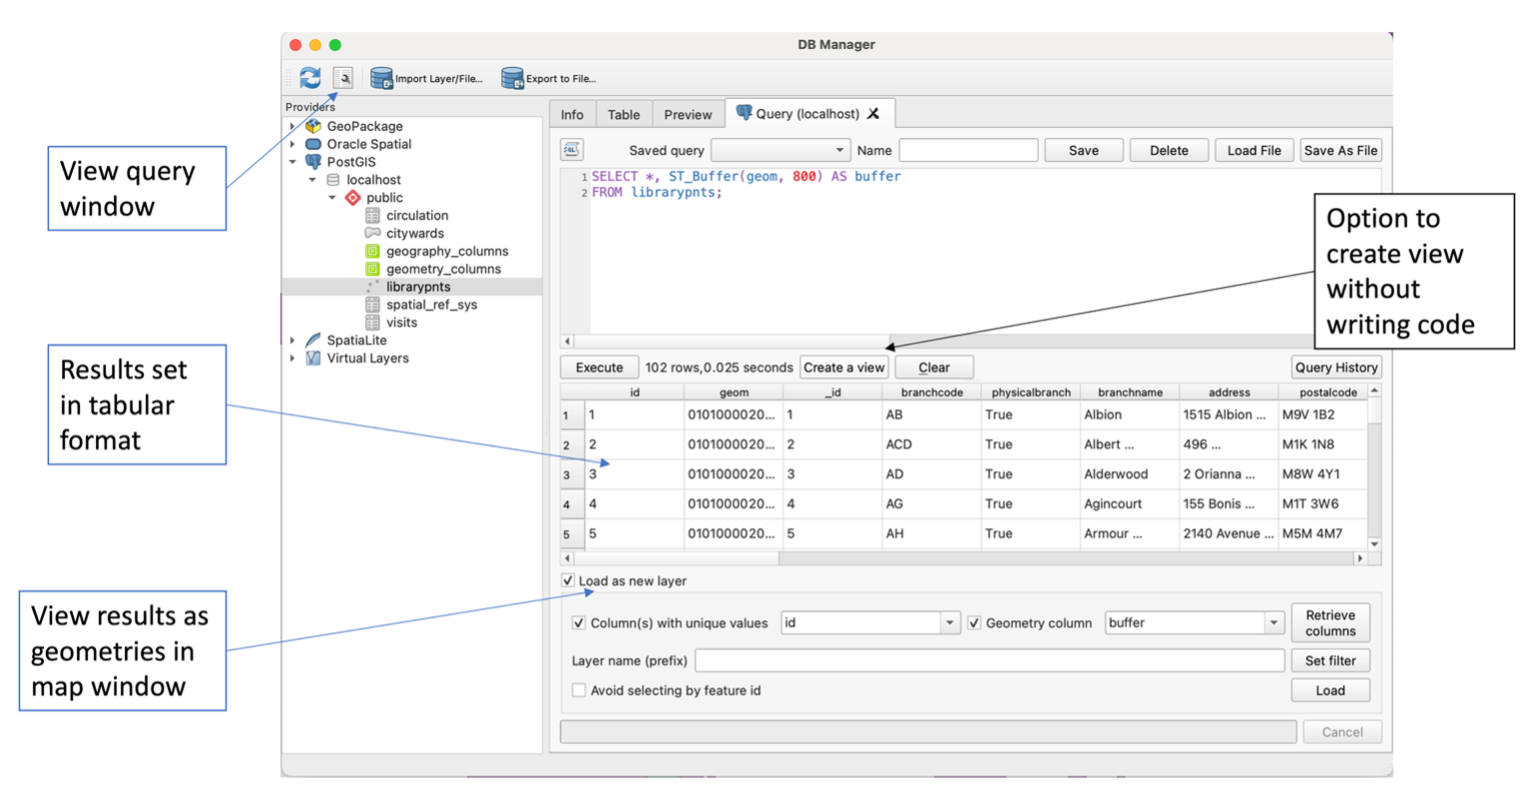 DB Manager
Import Layer/File...
Export to File...
Providers
GeoPackage
Oracle Spatial
PostGIS
localhost
public
circulation
citywards
geography_columns
geometry_columns
librarypnts
spatial_ref_sys
visits
SpatiaLite
Virtual Layers
View query
window
Results set
in tabular
format
View results as
geometries in
map window
Info Table Preview Query (localhost) X
SQL Saved query Name Save Delete Load File Save As File
1 SELECT *, ST_Buffer(geom, 800) AS buffer
2 FROM librarypnts;
Option to
create view
without
writing code
Execute 102 rows,0.025 seconds Create a view Clear Query History
id geom _id branchcode physicalbranch branchname address postalcode
1 1 0101000020... 1 AB True Albion 1515 Albion ... M9V 1B2
2 2 0101000020... 2 ACD True Albert ... 496 ... M1K 1N8
3 3 0101000020... 3 AD True Alderwood 2 Orianna ... M8W 4Y1
4 4 0101000020... 4 AG True Agincourt 155 Bonis ... M1T 3W6
5 5 0101000020... 5 AH True Armour ... 2140 Avenue ... M5M 4M7
Load as new layer
Column(s) with unique values id Geometry column buffer Retrieve
columns
Layer name (prefix) Set filter
Avoid selecting by feature id Load
Cancel